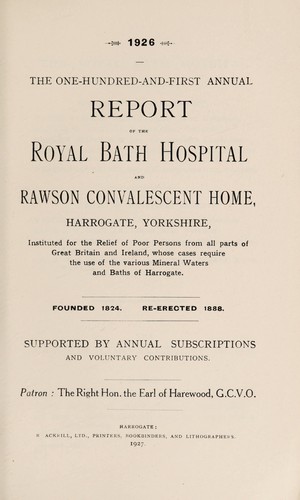 1926
THE ONE-HUNDRED-AND-FIRST ANNUAL
REPORT
OF THE
ROYAL BATH HOSPITAL
AND
RAWSON CONVALESCENT HOME,
HARROGATE, YORKSHIRE,
Instituted for the Relief of Poor Persons from all parts of
Great Britain and Ireland, whose cases require
the use of the various Mineral Waters
and Baths of Harrogate.
FOUNDED 1824. RE-ERECTED 1888.
SUPPORTED BY ANNUAL SUBSCRIPTIONS
AND VOLUNTARY CONTRIBUTIONS.
Patron : The Right Hon. the Earl of Harewood, G.C.V.O.
HARROGATE:
ACKRILL, LTD., PRINTERS, BOOKBINDERS, AND LITHOGRAPHERS.
1927.